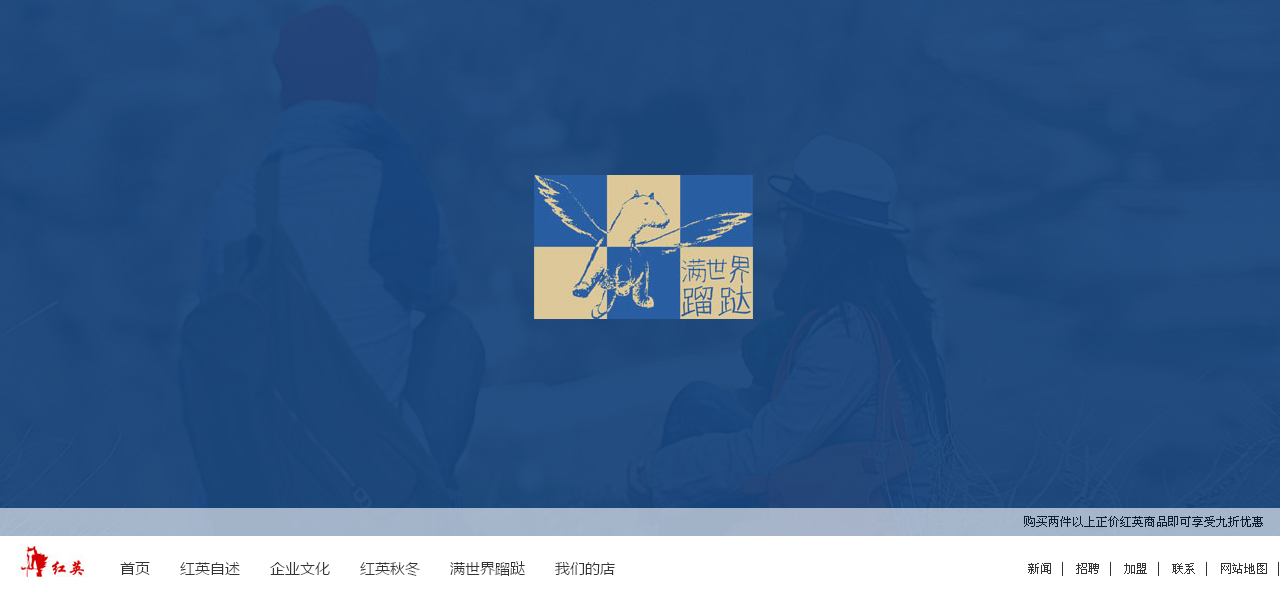 满世界
蹓跶
购买两件以上正价红英商品即可享受九折优惠
红英 首页 红英自述 企业文化 红英秋冬 满世界蹓跶 我们的店 新闻 | 招聘 | 加盟 | 联系 | 网站地图 |